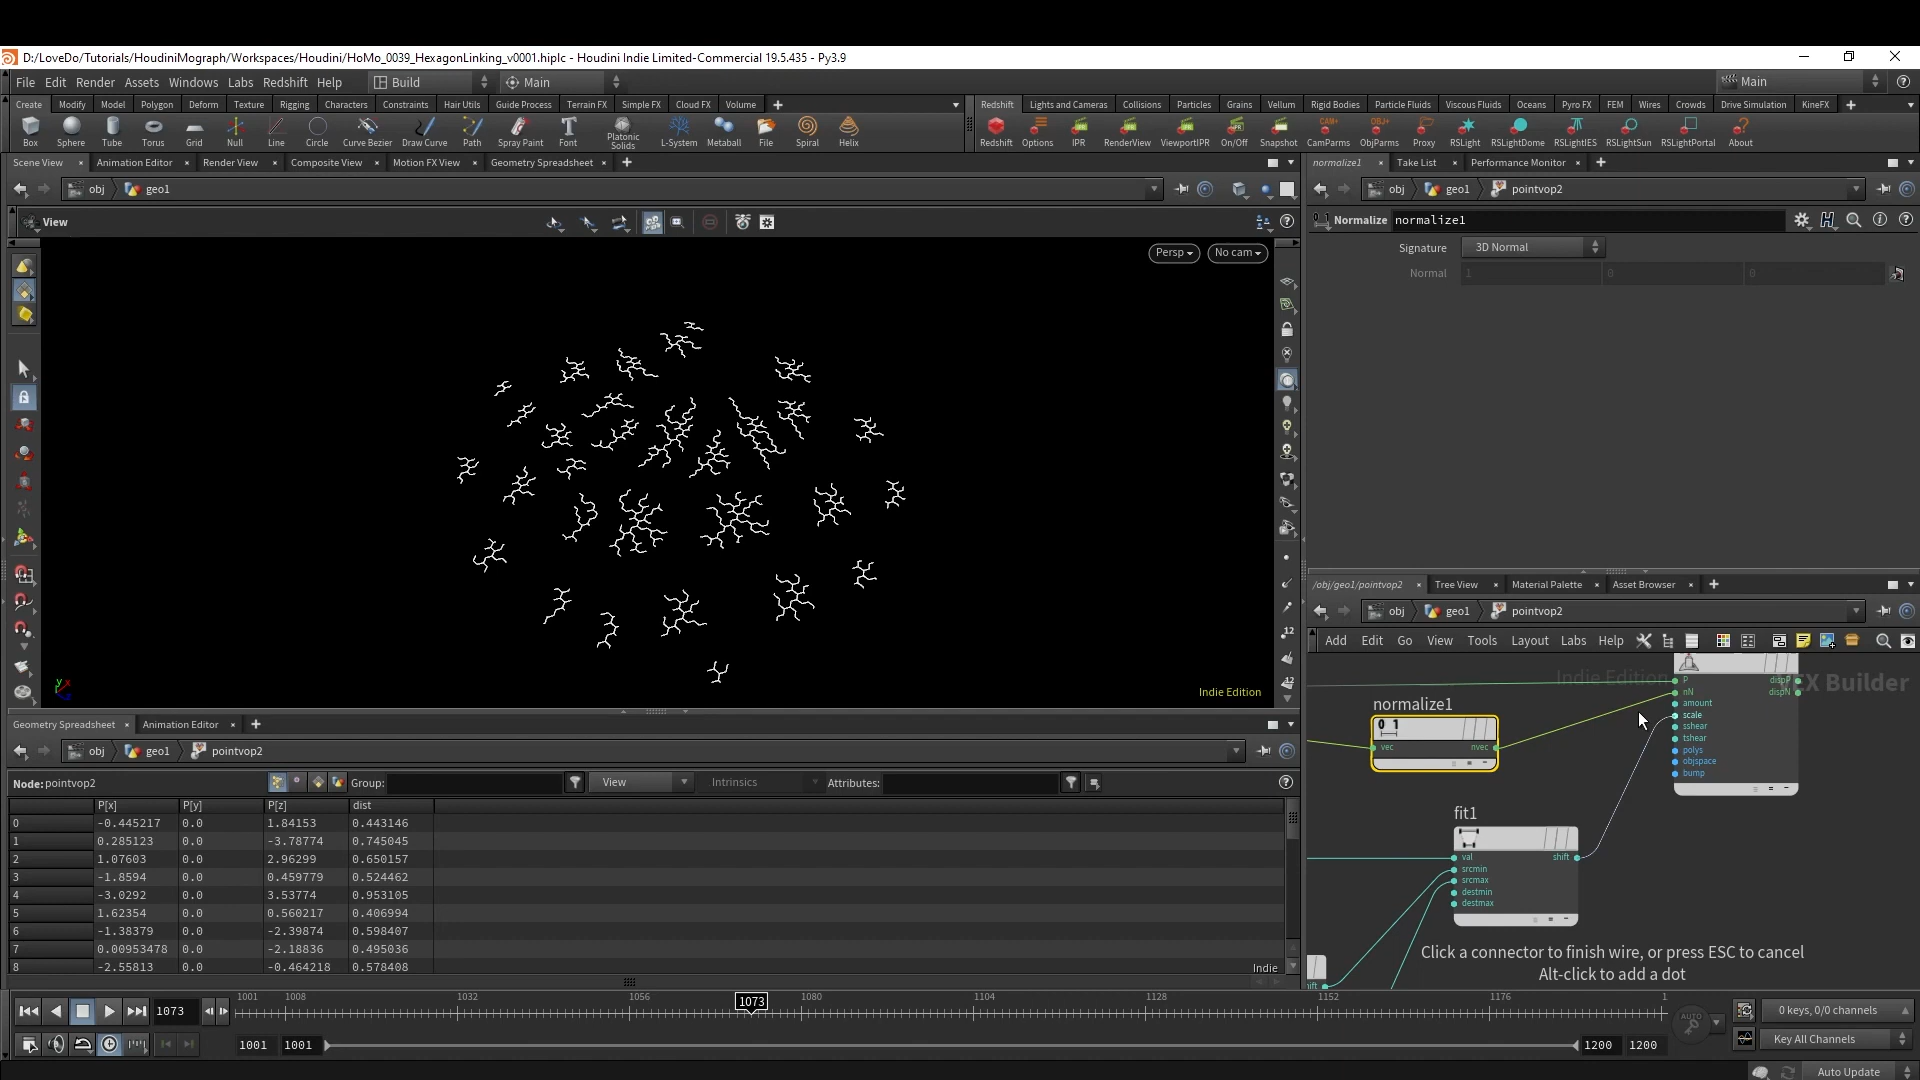 D:/LoveDo/Tutorials/HoudiniMograph/Workspaces/Houdini/HoMo_0039_HexagonLinking_v0001.hiplc - Houdini Indie Limited-Commercial 19.5.435 - Py3.9
File Edit Render Assets Windows Labs Redshift Help Build Main Main
Create Modify Model Polygon Deform Texture Rigging Characters Constraints Hair Utils Guide Process Terrain FX Simple FX Cloud FX Volume
Redshift Lights and Cameras Collisions Particles Grains Vellum Rigid Bodies Particle Fluids Viscous Fluids Oceans Pyro FX FEM Wires Crowds Drive Simulation KineFX
Box Sphere Tube Torus Grid Null Line Circle Curve Bezier Draw Curve Path Spray Paint Font Platonic Solids L-System Metaball File Spiral Helix
Redshift Options IPR RenderView ViewportIPR On/Off Snapshot CamParms ObjParms Proxy RSLight RSLightDome RSLightIES RSLightSun RSLightPortal About
Scene View Animation Editor Render View Composite View Motion FX View Geometry Spreadsheet
normalize1 Take List Performance Monitor
obj geo1
obj geo1 pointvop2
View
Normalize normalize1
Signature 3D Normal
Normal 1 0 0
Persp No cam
Indie Edition
/obj/geo1/pointvop2 Tree View Material Palette Asset Browser
obj geo1 pointvop2
Add Edit Go View Tools Layout Labs Help
Indie Edition
VEX Builder
P dispP
nN dispN
amount
scale
sshear
tshear
polys
objspace
bump
normalize1
vec nvec
fit1
val shift
srcmin
srcmax
destmin
destmax
Click a connector to finish wire, or press ESC to cancel
Alt-click to add a dot
Geometry Spreadsheet Animation Editor
obj geo1 pointvop2
Node: pointvop2 Group: View Intrinsics Attributes:
P[x] P[y] P[z] dist
0 -0.445217 0.0 1.84153 0.443146
1 0.285123 0.0 -3.78774 0.745045
2 1.07603 0.0 2.96299 0.650157
3 -1.8594 0.0 0.459779 0.524462
4 -3.0292 0.0 3.53774 0.953105
5 1.62354 0.0 0.560217 0.406994
6 -1.38379 0.0 -2.39874 0.598407
7 0.00953478 0.0 -2.18836 0.495036
8 -2.55813 0.0 -0.464218 0.578408
Indie
1073
1001 1008 1032 1056 1073 1080 1104 1128 1152 1176 1
AUTO
0 keys, 0/0 channels
1001 1001 1200 1200
Key All Channels
Auto Update